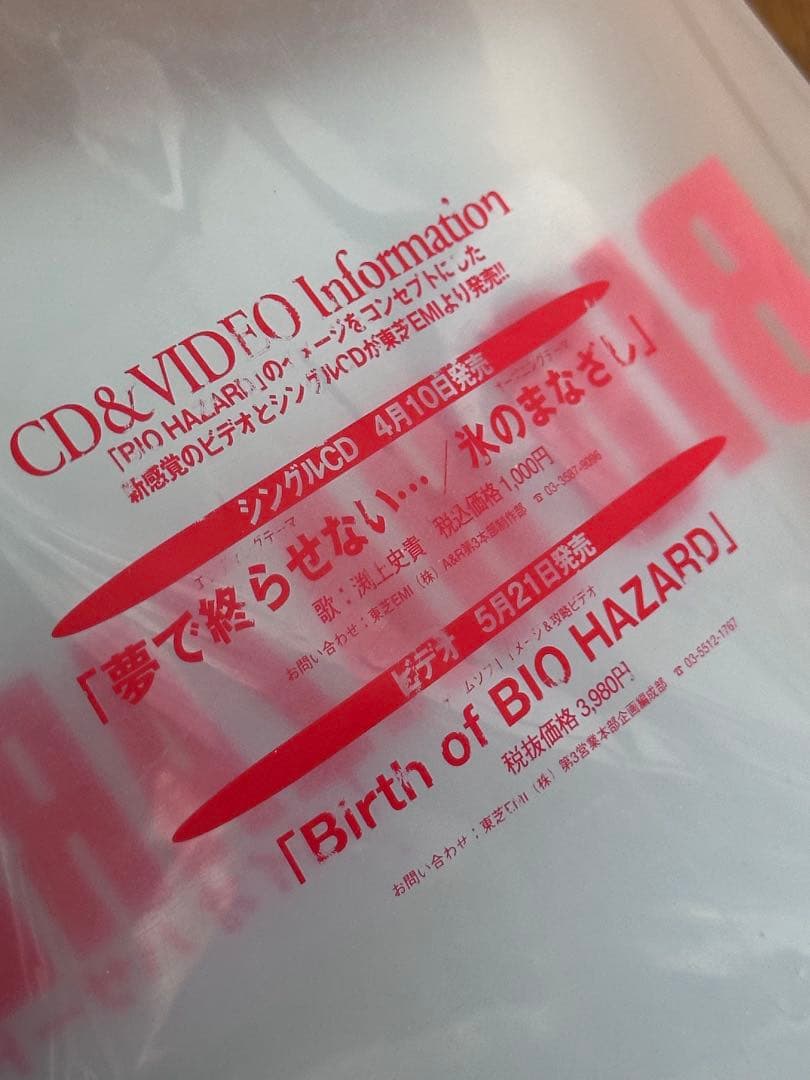 CD&VIDEO Information
「BIO HAZARD」のイメージをコンセプトにした
新感覚のビデオとシングルCDが東芝EMIより発売!!
シングルCD 4月10日発売
エンディングテーマ オープニングテーマ
「夢で終らせない…/氷のまなざし」
歌：渕上史貴 税込価格1,000円
お問い合わせ：東芝EMI（株）A&R第3本部制作部 ☎03-3587-9096
ビデオ 5月21日発売
イメージ&攻略ビデオ
「Birth of BIO HAZARD」
税抜価格3,980円
お問い合わせ：東芝EMI（株）第3営業本部企画編成部 ☎03-5512-1767